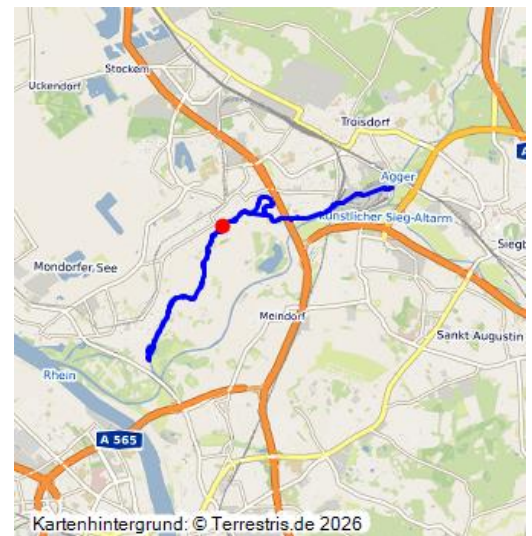 Stockem
Uckendorf
Troisdorf
A
Agger
Künstlicher Sieg-Altarm
Siegb
Mondorfer See
Meindorf
Sankt Augustin
Rhein
A 565
Kartenhintergrund: © Terrestris.de 2026